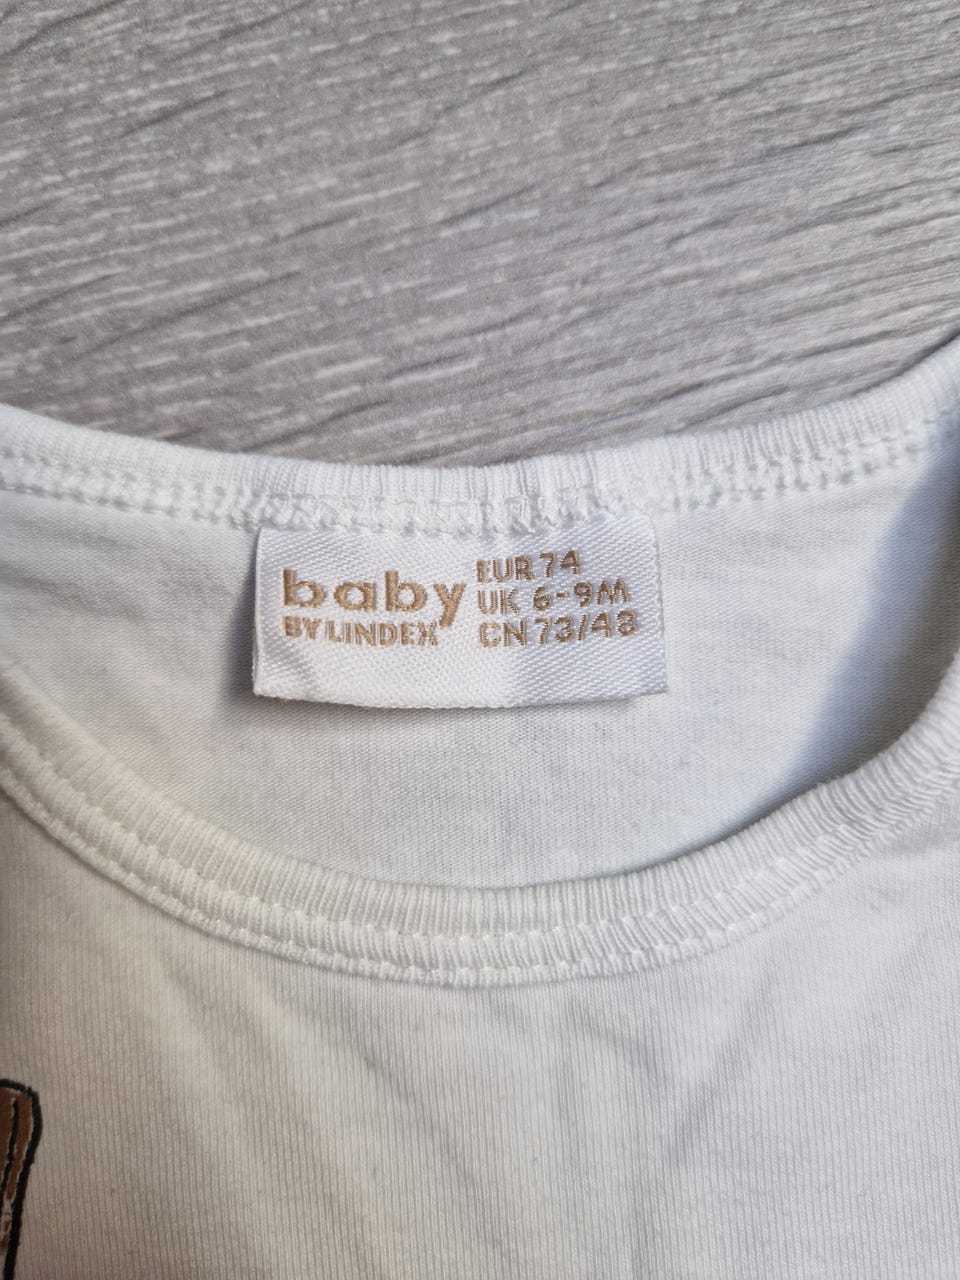 baby
BY LINDEX
EUR 74
UK 6-9M
CN 73/48